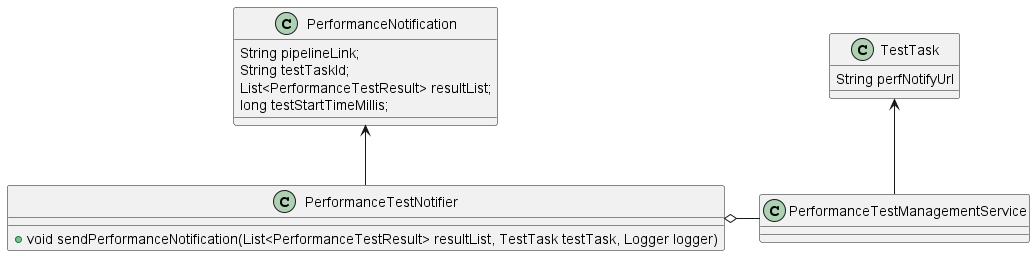 C PerformanceNotification
String pipelineLink;
String testTaskId;
List<PerformanceTestResult> resultList;
long testStartTimeMillis;
C TestTask
String perfNotifyUrl
C PerformanceTestNotifier
void sendPerformanceNotification(List<PerformanceTestResult> resultList, TestTask testTask, Logger logger)
C PerformanceTestManagementService